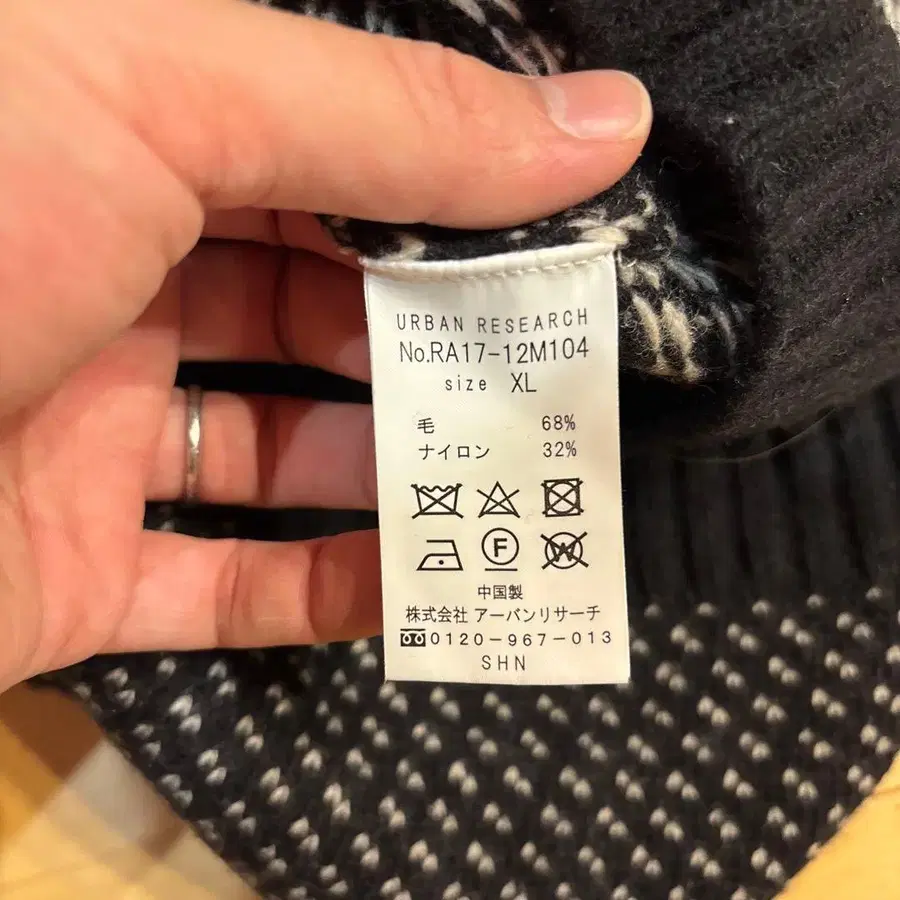 URBAN RESEARCH
No.RA17-12M104
size XL
毛 68%
ナイロン 32%
F W
中国製
株式会社 アーバンリサーチ
0120-967-013
SHN